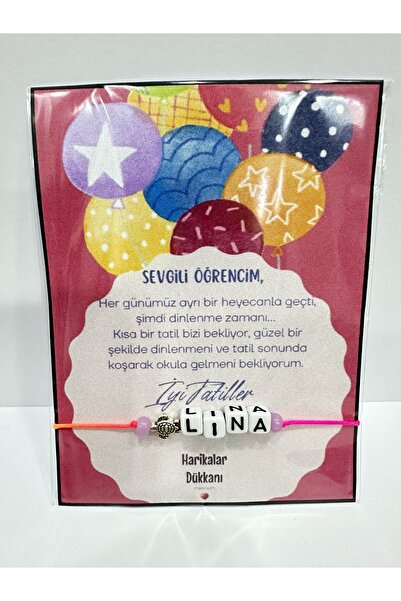 SEVGİLİ ÖĞRENCİM,
Her günümüz ayrı bir heyecanla geçti,
şimdi dinlenme zamanı...
Kısa bir tatil bizi bekliyor, güzel bir
şekilde dinlenmeni ve tatil sonunda
koşarak okula gelmeni bekliyorum.
İyi Tatiller
LINA
LINA
Harikalar
Dükkanı